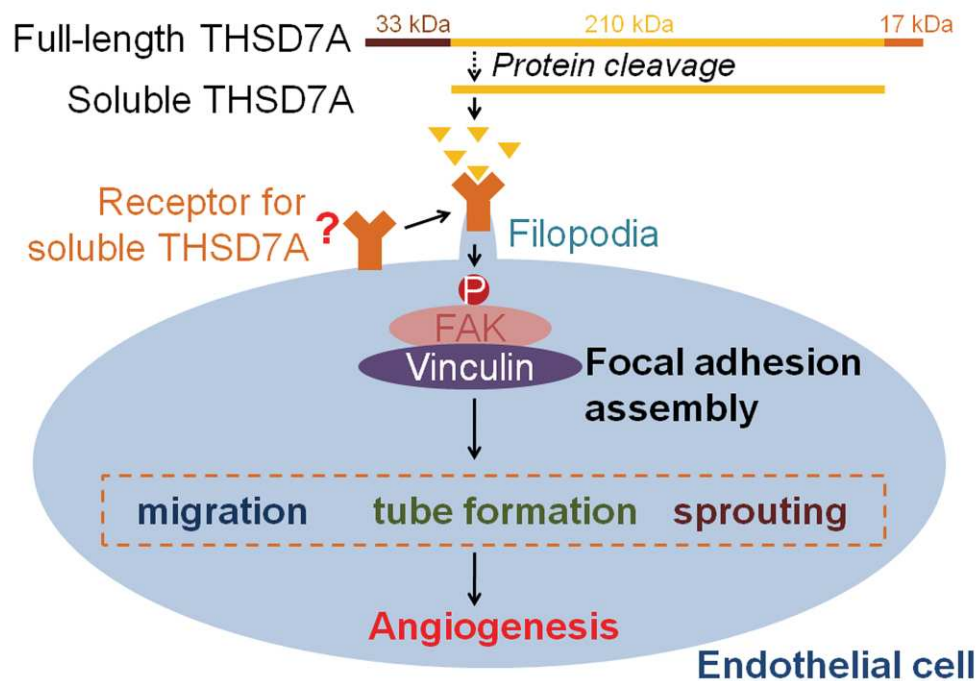 33 kDa 210 kDa 17 kDa
Full-length THSD7A
Protein cleavage
Soluble THSD7A
Receptor for
soluble THSD7A
?
Filopodia
P
FAK
Vinculin
Focal adhesion
assembly
migration tube formation sprouting
Angiogenesis
Endothelial cell